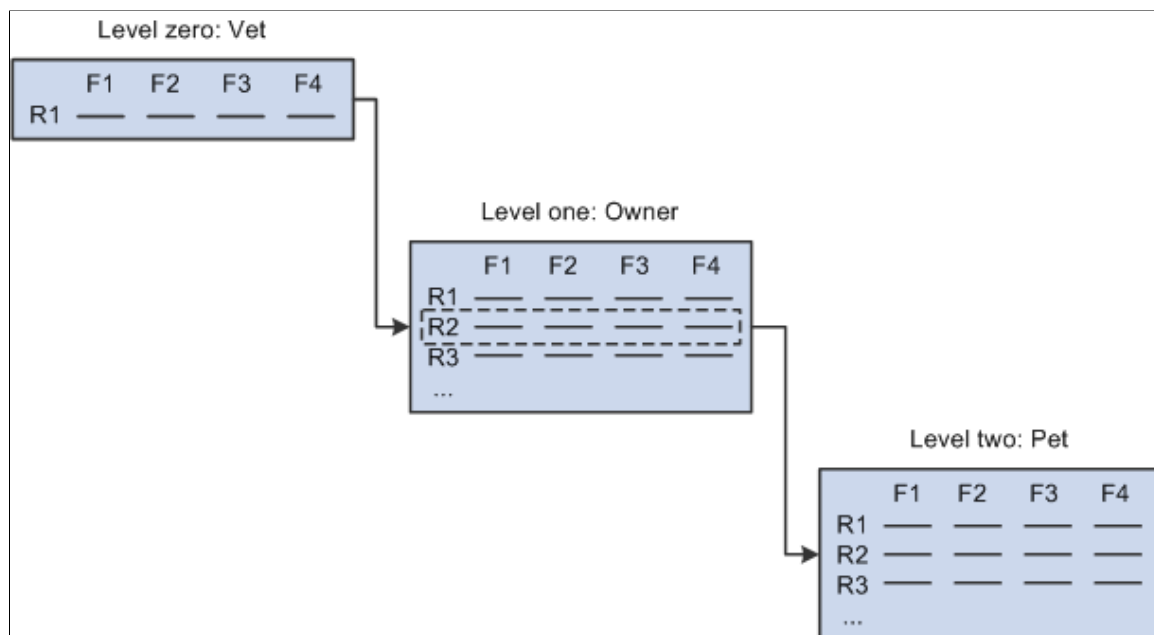 Level zero: Vet
F1 F2 F3 F4
R1
Level one: Owner
F1 F2 F3 F4
R1
R2
R3
...
Level two: Pet
F1 F2 F3 F4
R1
R2
R3
...